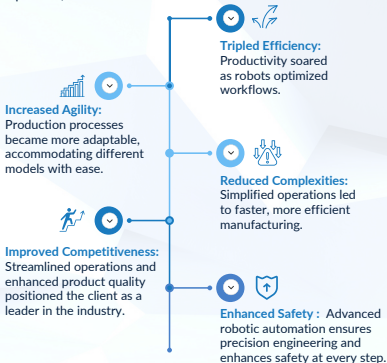 Tripled Efficiency:
Productivity soared
as robots optimized
workflows.
Increased Agility:
Production processes
became more adaptable,
accommodating different
models with ease.
Reduced Complexities:
Simplified operations led
to faster, more efficient
manufacturing.
Improved Competitiveness:
Streamlined operations and
enhanced product quality
positioned the client as a
leader in the industry.
Enhanced Safety : Advanced
robotic automation ensures
precision engineering and
enhances safety at every step.